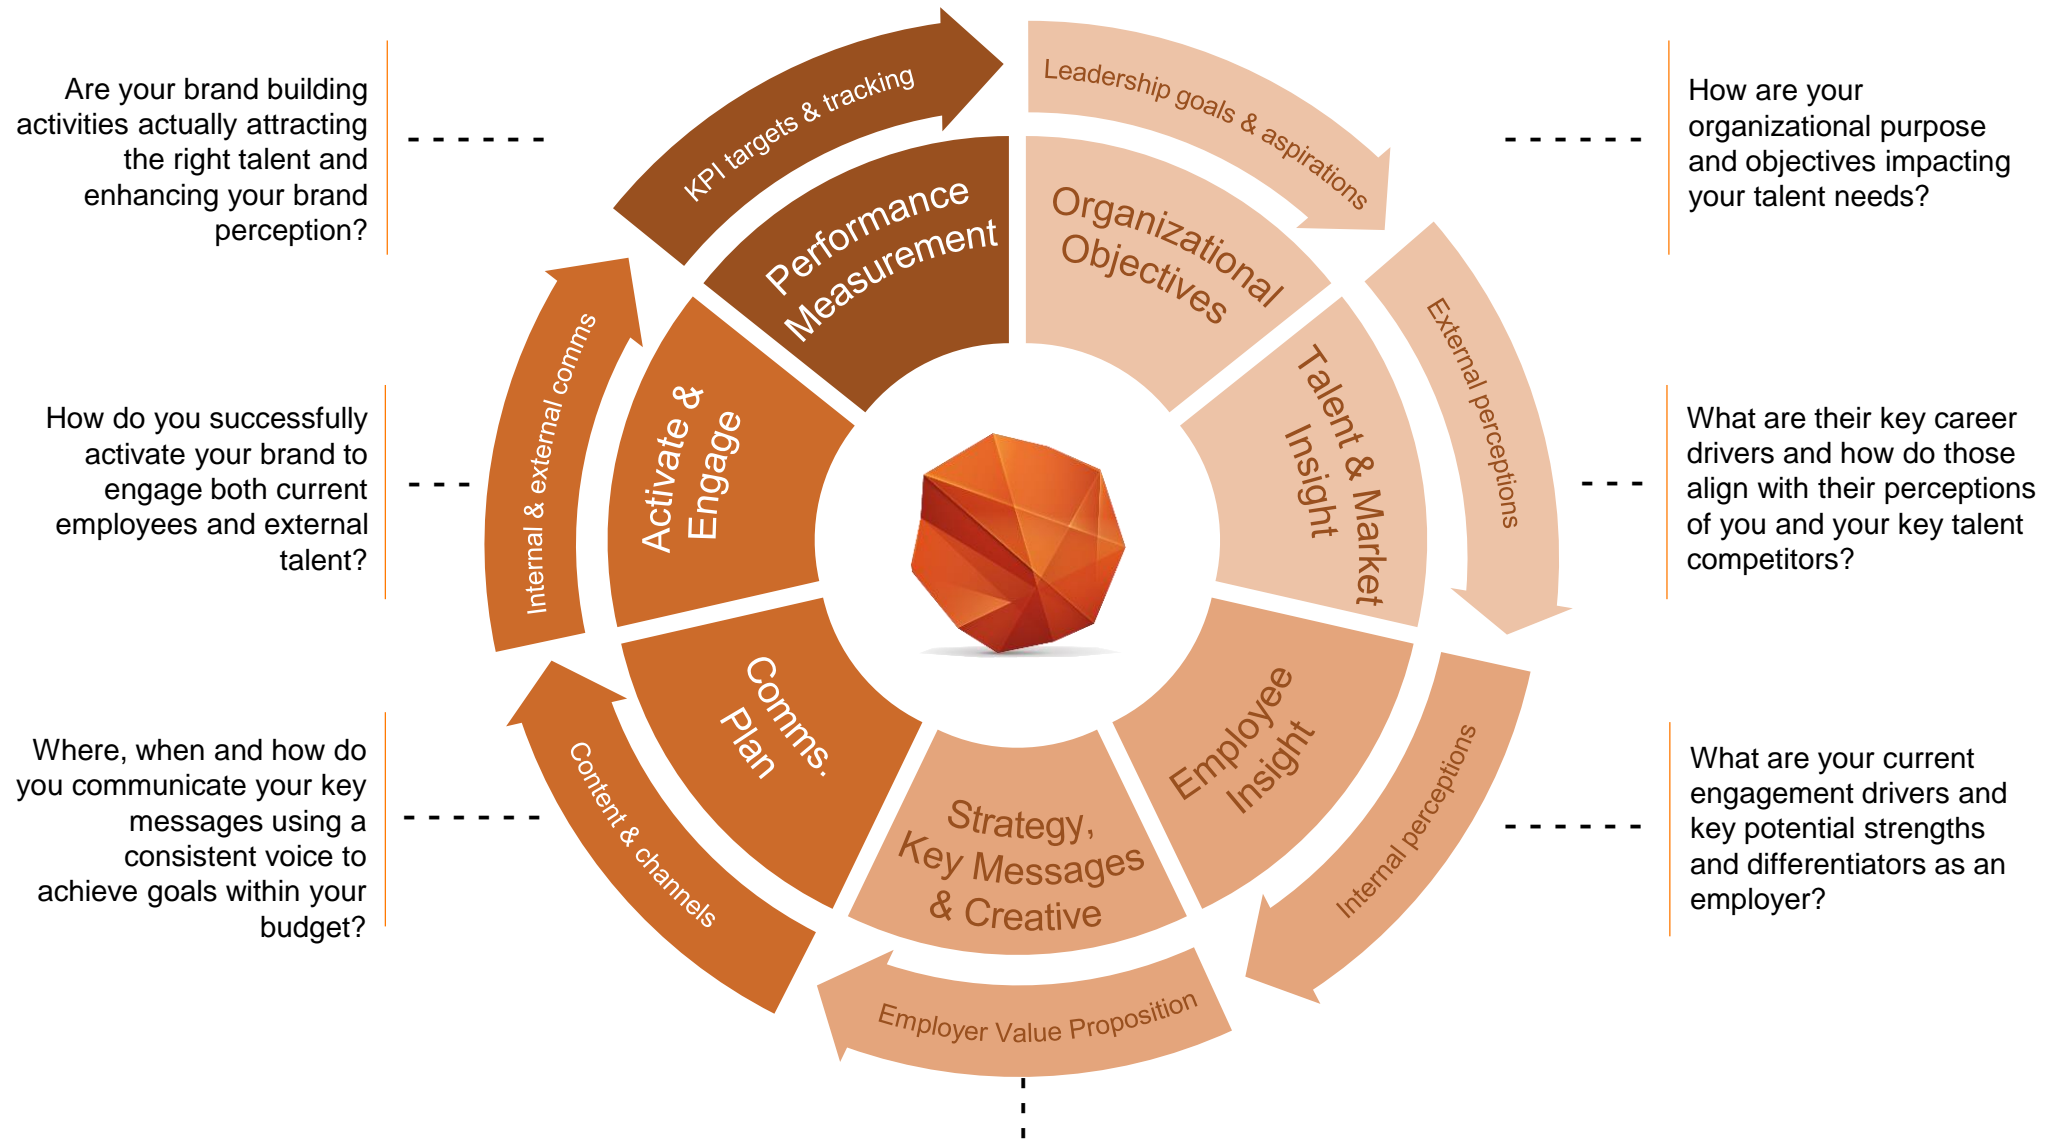 Are your brand building
activities actually attracting
the right talent and
enhancing your brand
perception?
How do you successfully
activate your brand to
engage both current
employees and external
talent?
Where, when and how do
you communicate your key
messages using a
consistent voice to
achieve goals within your
budget?
KPI targets & tracking
Leadership goals & aspirations
External perceptions
Internal perceptions
Employer Value Proposition
Content & channels
Internal & external comms
Performance
Measurement
Organizational
Objectives
Talent & Market
Insight
Employee
Insight
Strategy,
Key Messages
& Creative
Comms.
Plan
Activate &
Engage
How are your
organizational purpose
and objectives impacting
your talent needs?
What are their key career
drivers and how do those
align with their perceptions
of you and your key talent
competitors?
What are your current
engagement drivers and
key potential strengths
and differentiators as an
employer?